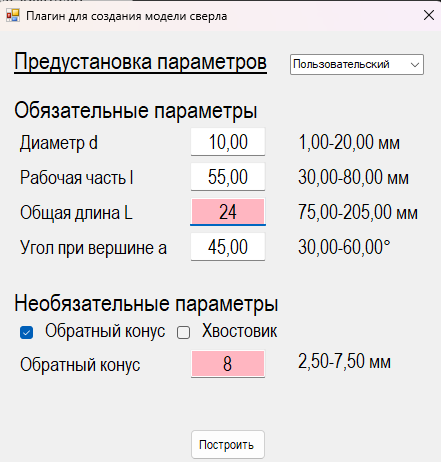 Плагин для создания модели сверла
Предустановка параметров Пользовательский
Обязательные параметры
Диаметр d 10,00 1,00-20,00 мм
Рабочая часть l 55,00 30,00-80,00 мм
Общая длина L 24 75,00-205,00 мм
Угол при вершине a 45,00 30,00-60,00°
Необязательные параметры
Обратный конус Хвостовик
Обратный конус 8 2,50-7,50 мм
Построить